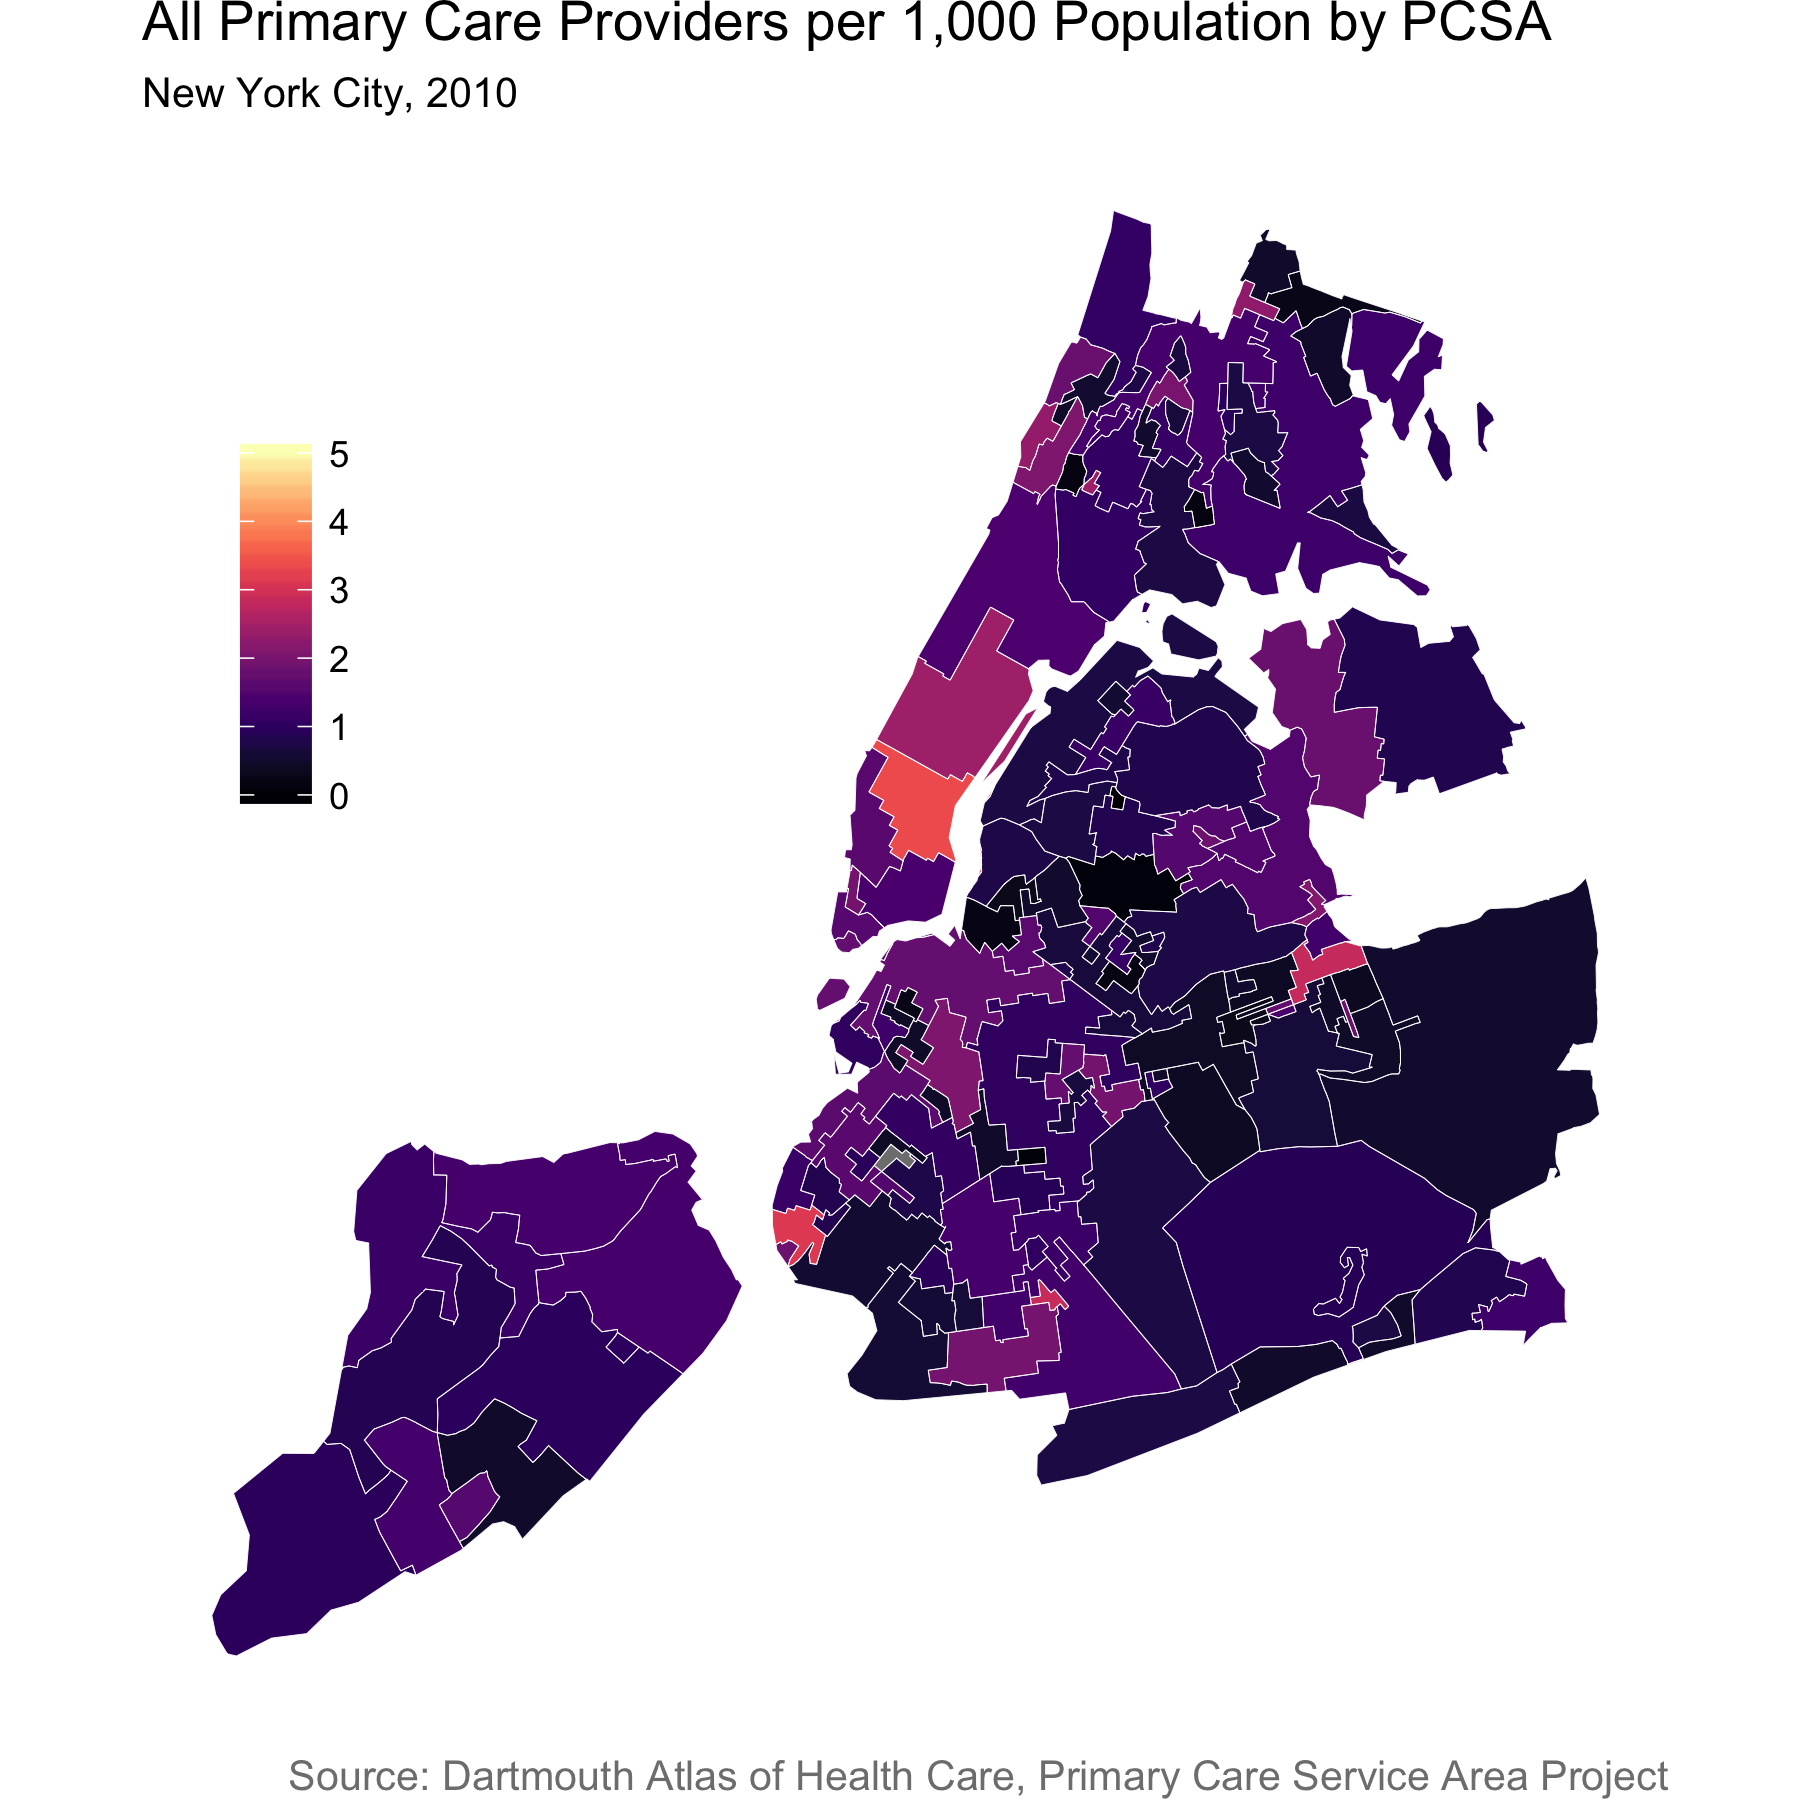 All Primary Care Providers per 1,000 Population by PCSA
New York City, 2010
5
4
3
2
1
0
Source: Dartmouth Atlas of Health Care, Primary Care Service Area Project